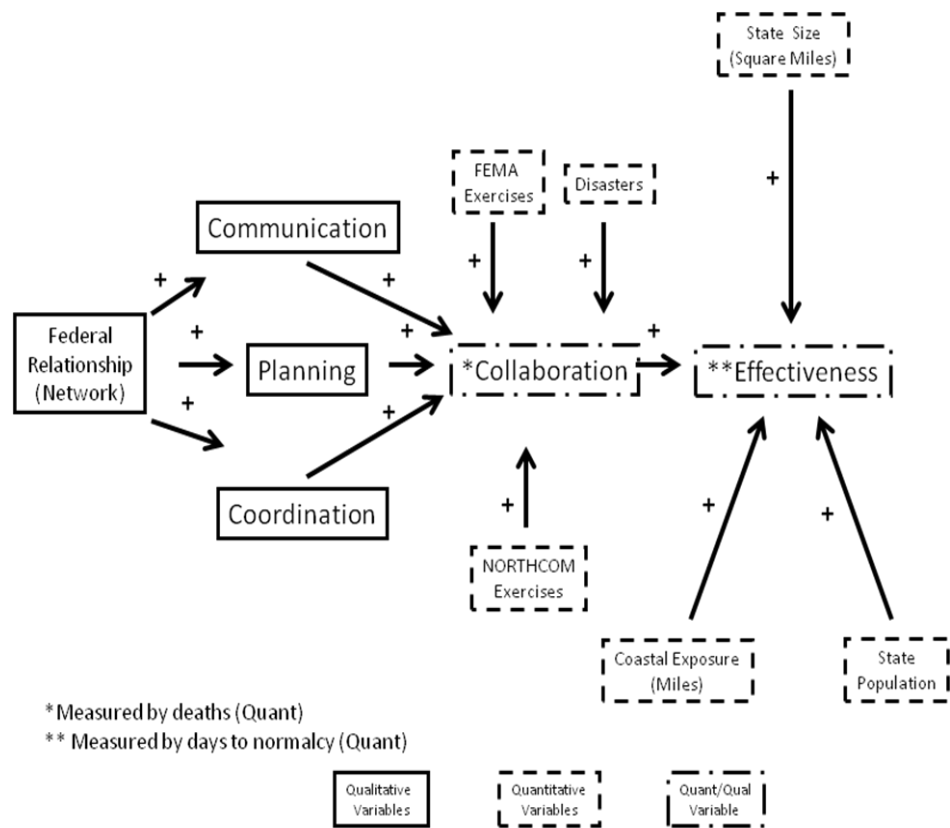 State Size
(Square Miles)
+
FEMA
Exercises
Disasters
+
+
Communication
+
+
Federal
Relationship
(Network)
+
Planning
+
*Collaboration
+
**Effectiveness
+
+
Coordination
+
NORTHCOM
Exercises
+
+
Coastal Exposure
(Miles)
State
Population
*Measured by deaths (Quant)
** Measured by days to normalcy (Quant)
Qualitative
Variables
Quantitative
Variables
Quant/Qual
Variable